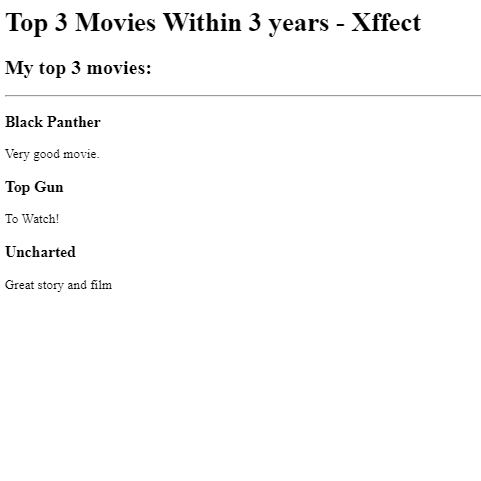 Top 3 Movies Within 3 years - Xffect
My top 3 movies:
Black Panther
Very good movie.
Top Gun
To Watch!
Uncharted
Great story and film